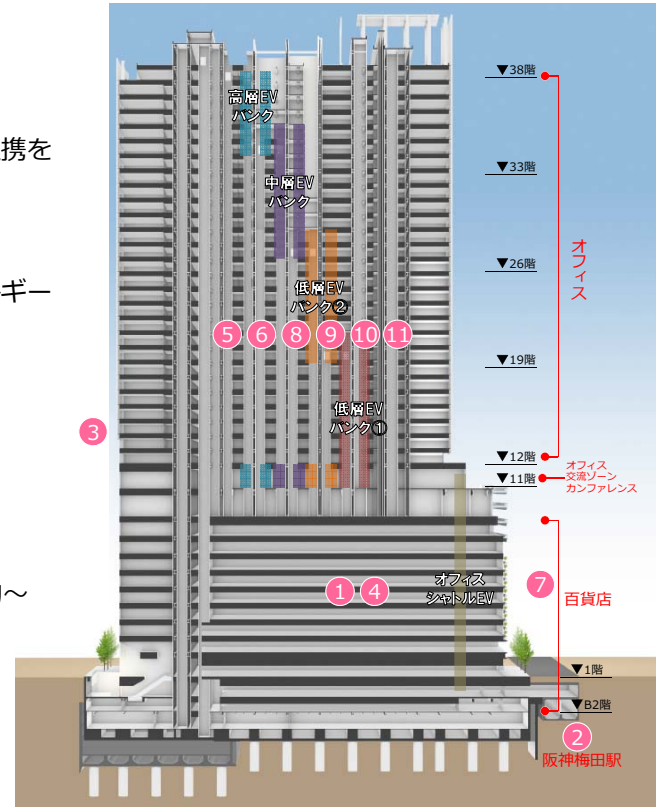 携を
ギー
〜
高層EV
バンク
中層EV
バンク
低層EV
バンク❷
低層EV
バンク❶
オフィス
シャトルEV
5
6
8
9
10
11
3
1
4
7
2
▼38階
▼33階
▼26階
▼19階
▼12階
▼11階
▼1階
▼B2階
オフィス
オフィス
交流ゾーン
カンファレンス
百貨店
阪神梅田駅